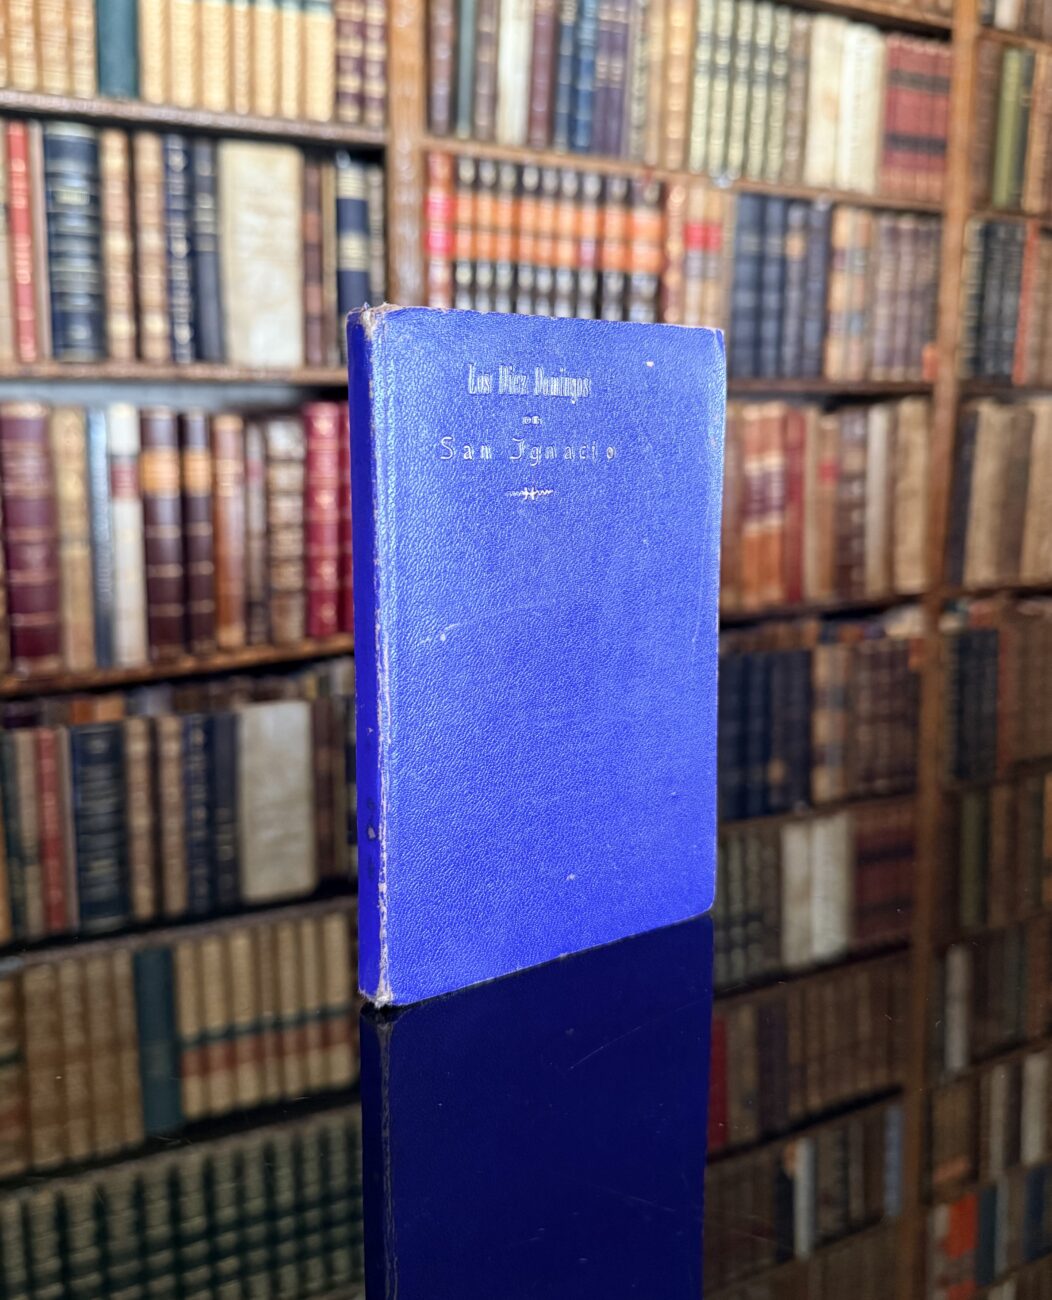 Los Diez Domingos
DE
San Ignacio